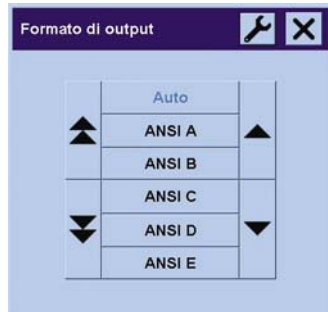 Formato di output
Auto
ANSI A
ANSI B
ANSI C
ANSI D
ANSI E